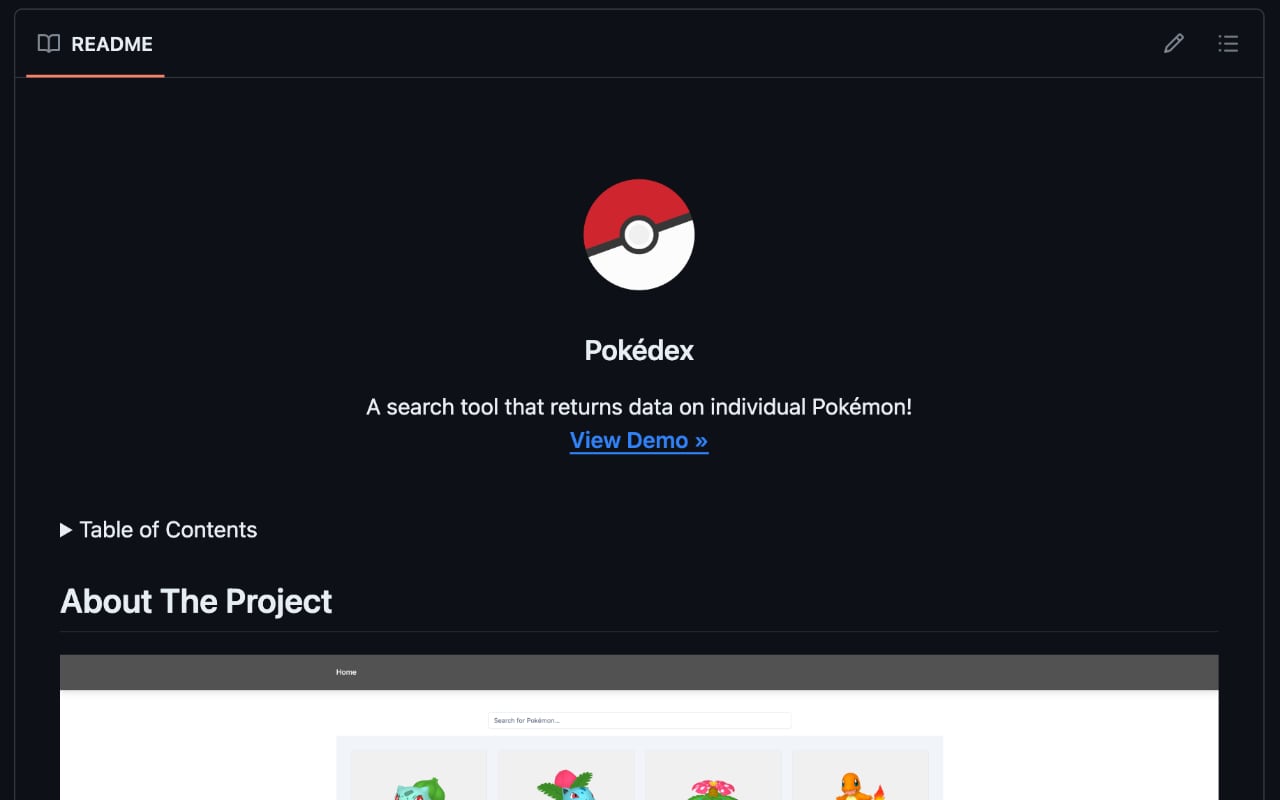 README
Pokédex
A search tool that returns data on individual Pokémon!
View Demo »
Table of Contents
About The Project
Home
Search for Pokémon...